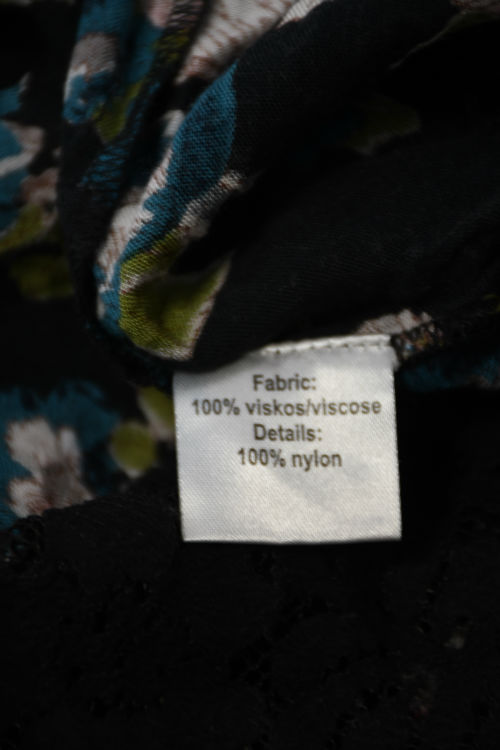 Fabric:
100% viskos/viscose
Details:
100% nylon